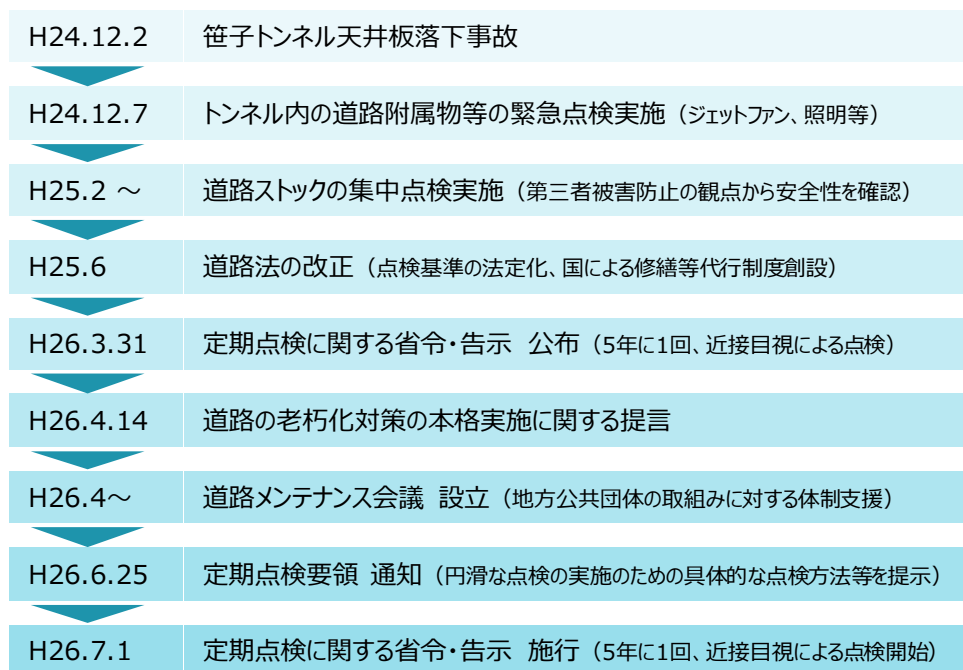 H24.12.2 笹子トンネル天井板落下事故
H24.12.7 トンネル内の道路附属物等の緊急点検実施（ジェットファン、照明等）
H25.2 ～ 道路ストックの集中点検実施（第三者被害防止の観点から安全性を確認）
H25.6 道路法の改正（点検基準の法定化、国による修繕等代行制度創設）
H26.3.31 定期点検に関する省令・告示 公布（5年に1回、近接目視による点検）
H26.4.14 道路の老朽化対策の本格実施に関する提言
H26.4～ 道路メンテナンス会議 設立（地方公共団体の取組みに対する体制支援）
H26.6.25 定期点検要領 通知（円滑な点検の実施のための具体的な点検方法等を提示）
H26.7.1 定期点検に関する省令・告示 施行（5年に1回、近接目視による点検開始）